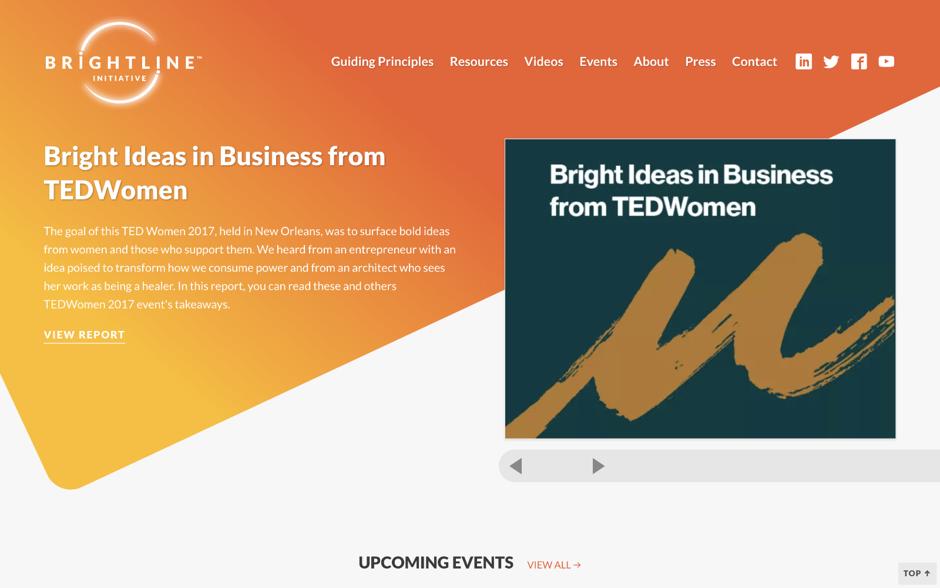 BRIGHTLINE™
INITIATIVE
Guiding Principles Resources Videos Events About Press Contact
Bright Ideas in Business from
TEDWomen
The goal of this TED Women 2017, held in New Orleans, was to surface bold ideas
from women and those who support them. We heard from an entrepreneur with an
idea poised to transform how we consume power and from an architect who sees
her work as being a healer. In this report, you can read these and others
TEDWomen 2017 event's takeaways.
VIEW REPORT
Bright Ideas in Business
from TEDWomen
UPCOMING EVENTS VIEW ALL →
TOP ↑